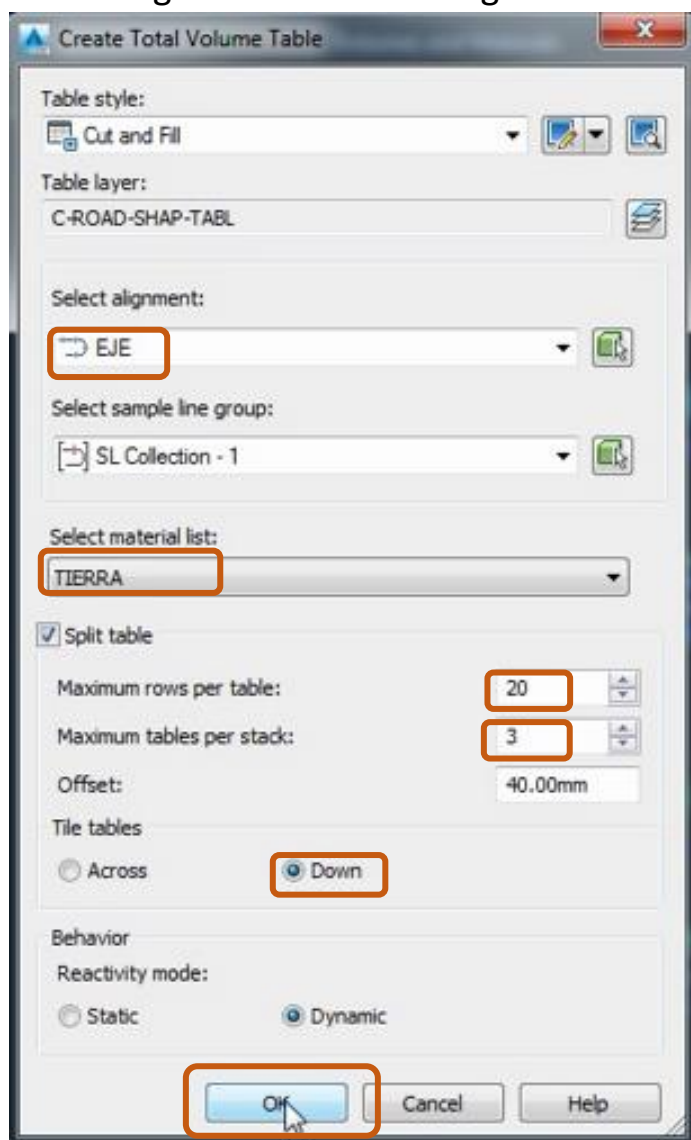 Create Total Volume Table
Table style:
Cut and Fill
Table layer:
C-ROAD-SHAP-TABL
Select alignment:
EJE
Select sample line group:
SL Collection - 1
Select material list:
TIERRA
Split table
Maximum rows per table: 20
Maximum tables per stack: 3
Offset: 40.00mm
Tile tables
Across Down
Behavior
Reactivity mode:
Static Dynamic
OK Cancel Help